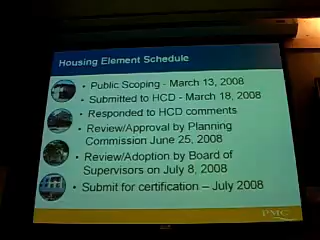 Housing Element Schedule
• Public Scoping - March 13, 2008
• Submitted to HCD - March 18, 2008
• Responded to HCD comments
• Review/Approval by Planning
Commission June 25, 2008
• Review/Adoption by Board of
Supervisors on July 8, 2008
• Submit for certification – July 2008
PMC